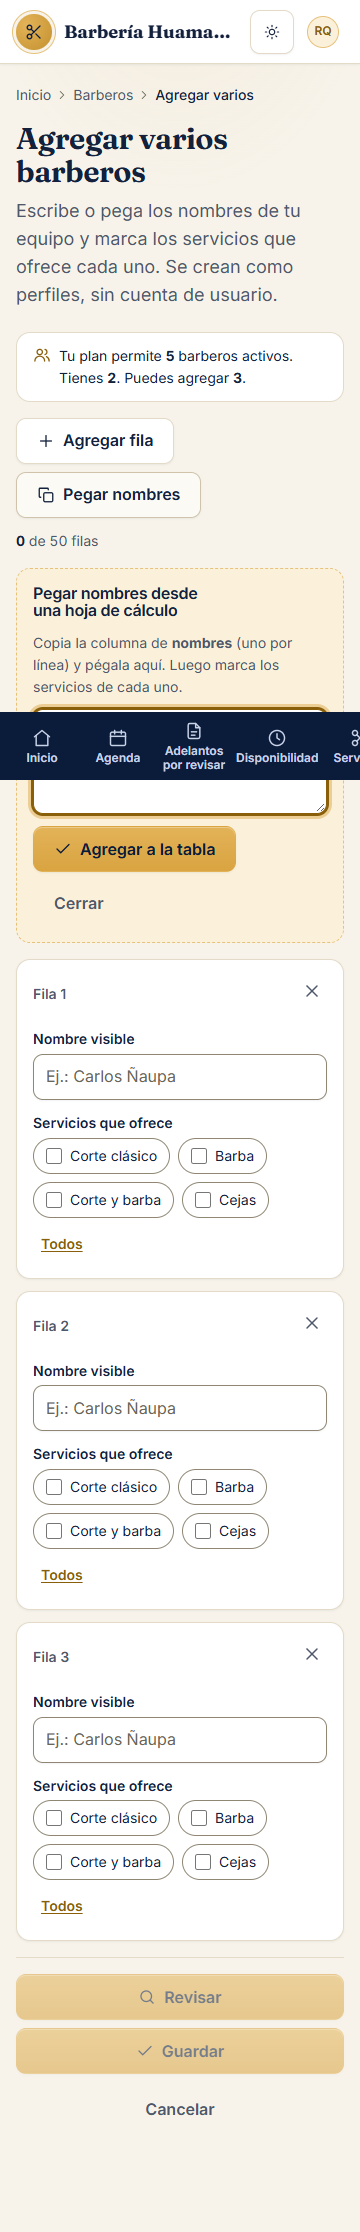 Barbería Huama...
RQ
Inicio > Barberos > Agregar varios
Agregar varios
barberos
Escribe o pega los nombres de tu
equipo y marca los servicios que
ofrece cada uno. Se crean como
perfiles, sin cuenta de usuario.
Tu plan permite 5 barberos activos.
Tienes 2. Puedes agregar 3.
Agregar fila
Pegar nombres
0 de 50 filas
Pegar nombres desde
una hoja de cálculo
Copia la columna de nombres (uno por
línea) y pégala aquí. Luego marca los
servicios de cada uno.
Inicio
Agenda
Adelantos
por revisar
Disponibilidad
Serv
Agregar a la tabla
Cerrar
Fila 1
Nombre visible
Ej.: Carlos Ñaupa
Servicios que ofrece
Corte clásico
Barba
Corte y barba
Cejas
Todos
Fila 2
Nombre visible
Ej.: Carlos Ñaupa
Servicios que ofrece
Corte clásico
Barba
Corte y barba
Cejas
Todos
Fila 3
Nombre visible
Ej.: Carlos Ñaupa
Servicios que ofrece
Corte clásico
Barba
Corte y barba
Cejas
Todos
Revisar
Guardar
Cancelar